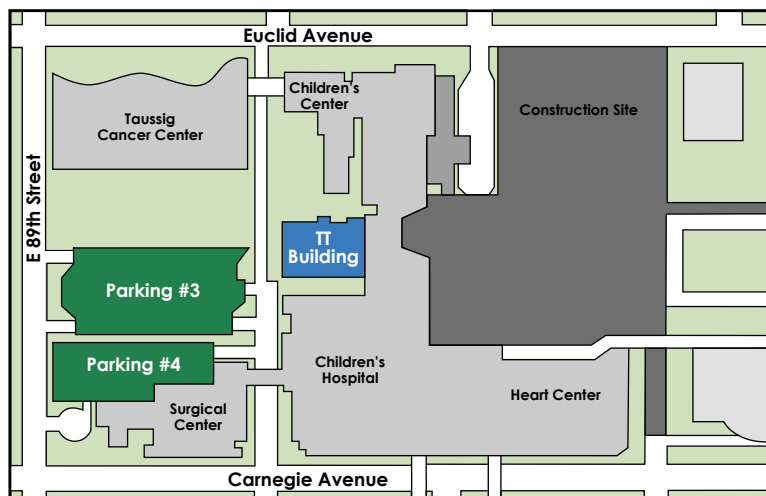 Euclid Avenue
Children's
Center
Construction Site
Taussig
Cancer Center
E 89th Street
TT
Building
Parking #3
Parking #4
Children's
Hospital
Heart Center
Surgical
Center
Carnegie Avenue